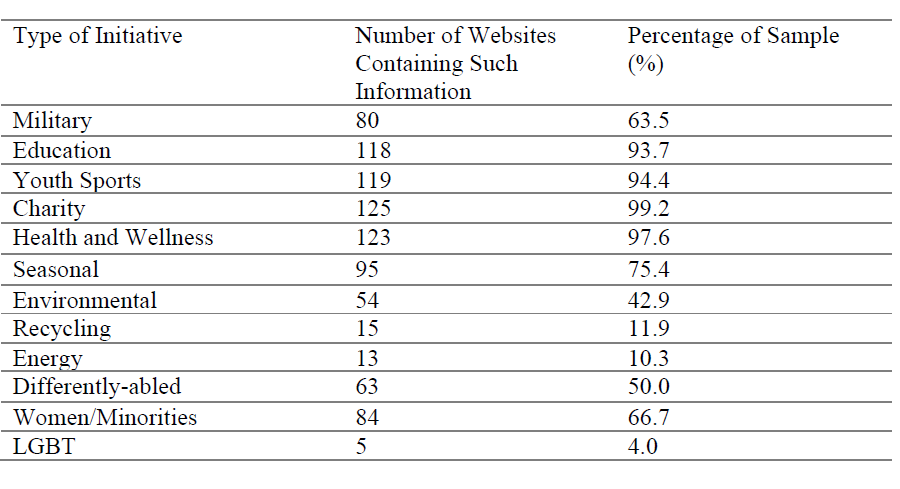 Type of Initiative Number of Websites Percentage of Sample
Containing Such (%)
Information
Military 80 63.5
Education 118 93.7
Youth Sports 119 94.4
Charity 125 99.2
Health and Wellness 123 97.6
Seasonal 95 75.4
Environmental 54 42.9
Recycling 15 11.9
Energy 13 10.3
Differently-abled 63 50.0
Women/Minorities 84 66.7
LGBT 5 4.0